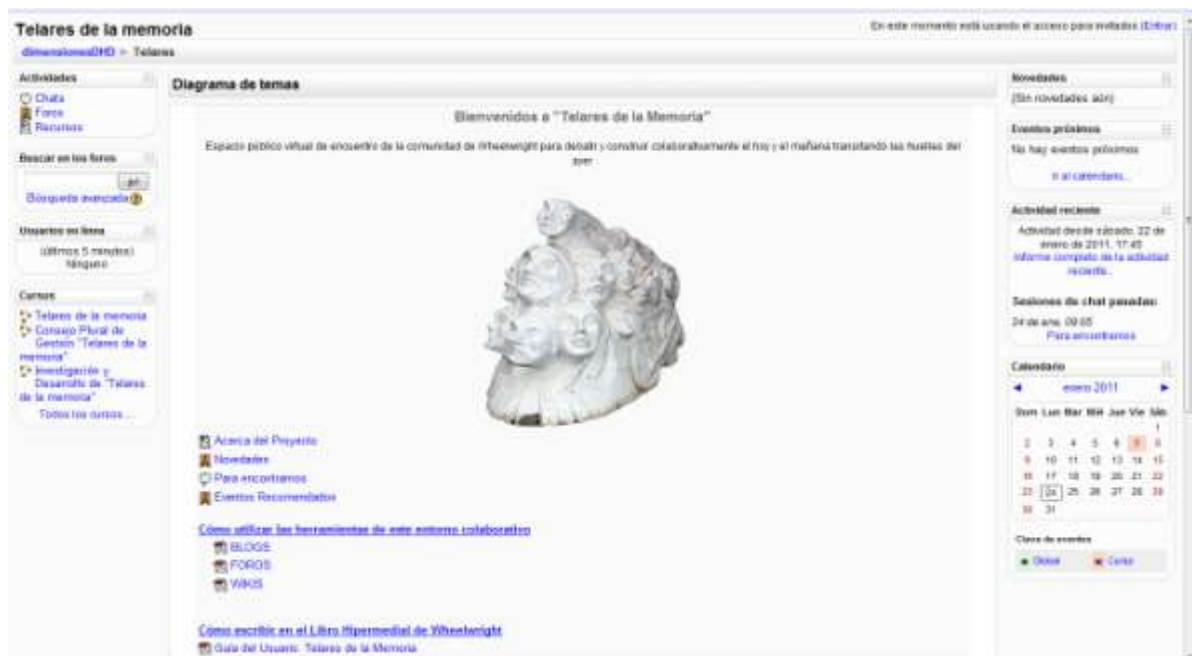 Telares de la memoria
En este momento está usando el acceso para invitados (Entrar)
dimensionesDHD ► Telares
Actividades
Chats
Foros
Recursos
Buscar en los foros
Búsqueda avanzada
Usuarios en línea
(últimos 5 minutos)
Ninguno
Cursos
Telares de la memoria
Consejo Plural de
Gestión "Telares de la
memoria"
Investigación y
Desarrollo de "Telares
de la memoria"
Todos los cursos ...
Diagrama de temas
Bienvenidos a "Telares de la Memoria"
Espacio público virtual de encuentro de la comunidad de Wheelwright para debatir y construir colaborativamente el hoy y el mañana transitando las huellas del
ayer
Acerca del Proyecto
Novedades
Para encontrarnos
Eventos Recomendados
Cómo utilizar las herramientas de este entorno colaborativo
BLOGS
FOROS
WIKIS
Cómo escribir en el Libro Hipermedial de Wheelwright
Guía del Usuario. Telares de la Memoria
Novedades
(Sin novedades aún)
Eventos próximos
No hay eventos próximos
Ir al calendario...
Actividad reciente
Actividad desde sábado, 22 de
enero de 2011, 17:45
Informe completo de la actividad
reciente...
Sesiones de chat pasadas:
24 de ene, 09:05
Para encontrarnos
Calendario
◄ enero 2011 ►
Dom Lun Mar Mié Jue Vie Sáb
1
2 3 4 5 6 7 8
9 10 11 12 13 14 15
16 17 18 19 20 21 22
23 24 25 26 27 28 29
30 31
Clave de eventos
Global Curso